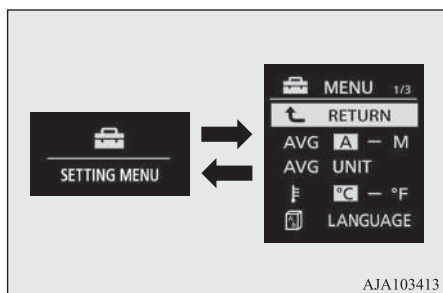 SETTING MENU
MENU 1/3
RETURN
AVG A – M
AVG UNIT
°C – °F
LANGUAGE
AJA103413